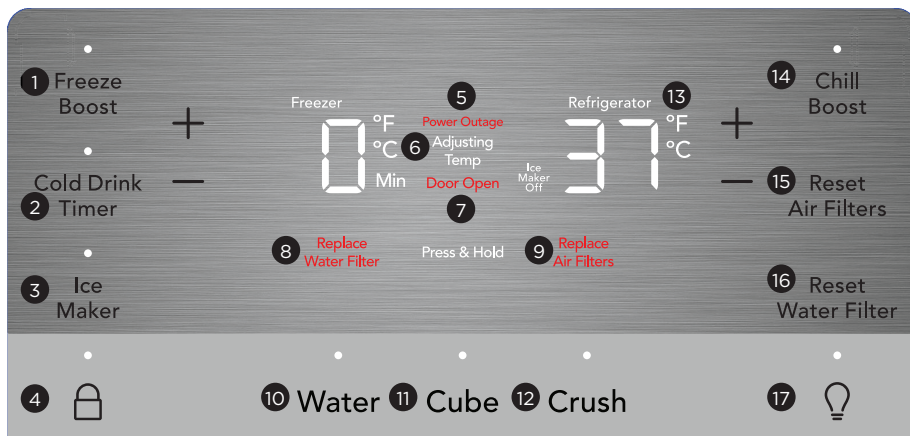 1 Freeze
Boost
2 Cold Drink
Timer
3 Ice
Maker
4
+
−
Freezer
0 °F
°C
Min
5
Power Outage
6 Adjusting
Temp
Door Open
7
Refrigerator 13
Ice
Maker
Off
37 °F
°C
+
−
8 Replace
Water Filter
Press & Hold
9 Replace
Air Filters
10 Water
11 Cube
12 Crush
14 Chill
Boost
15 Reset
Air Filters
16 Reset
Water Filter
17